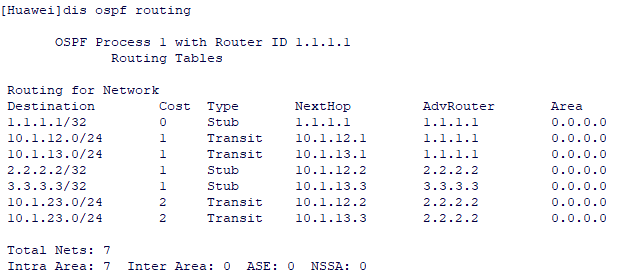 [Huawei]dis ospf routing
OSPF Process 1 with Router ID 1.1.1.1
Routing Tables
Routing for Network
Destination Cost Type NextHop AdvRouter Area
1.1.1.1/32 0 Stub 1.1.1.1 1.1.1.1 0.0.0.0
10.1.12.0/24 1 Transit 10.1.12.1 1.1.1.1 0.0.0.0
10.1.13.0/24 1 Transit 10.1.13.1 1.1.1.1 0.0.0.0
2.2.2.2/32 1 Stub 10.1.12.2 2.2.2.2 0.0.0.0
3.3.3.3/32 1 Stub 10.1.13.3 3.3.3.3 0.0.0.0
10.1.23.0/24 2 Transit 10.1.12.2 2.2.2.2 0.0.0.0
10.1.23.0/24 2 Transit 10.1.13.3 2.2.2.2 0.0.0.0
Total Nets: 7
Intra Area: 7 Inter Area: 0 ASE: 0 NSSA: 0